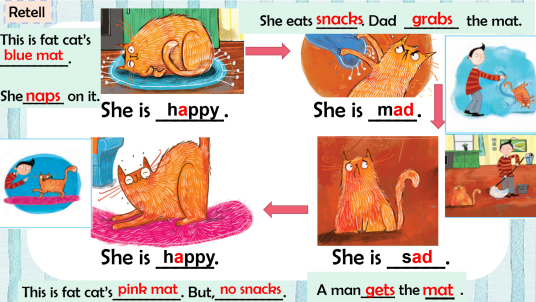 Retell
This is fat cat's
blue mat.
She naps on it.
She eats snacks. Dad grabs the mat.
She is happy.
She is mad.
She is happy.
She is sad.
This is fat cat's pink mat. But, no snacks.
A man gets the mat.